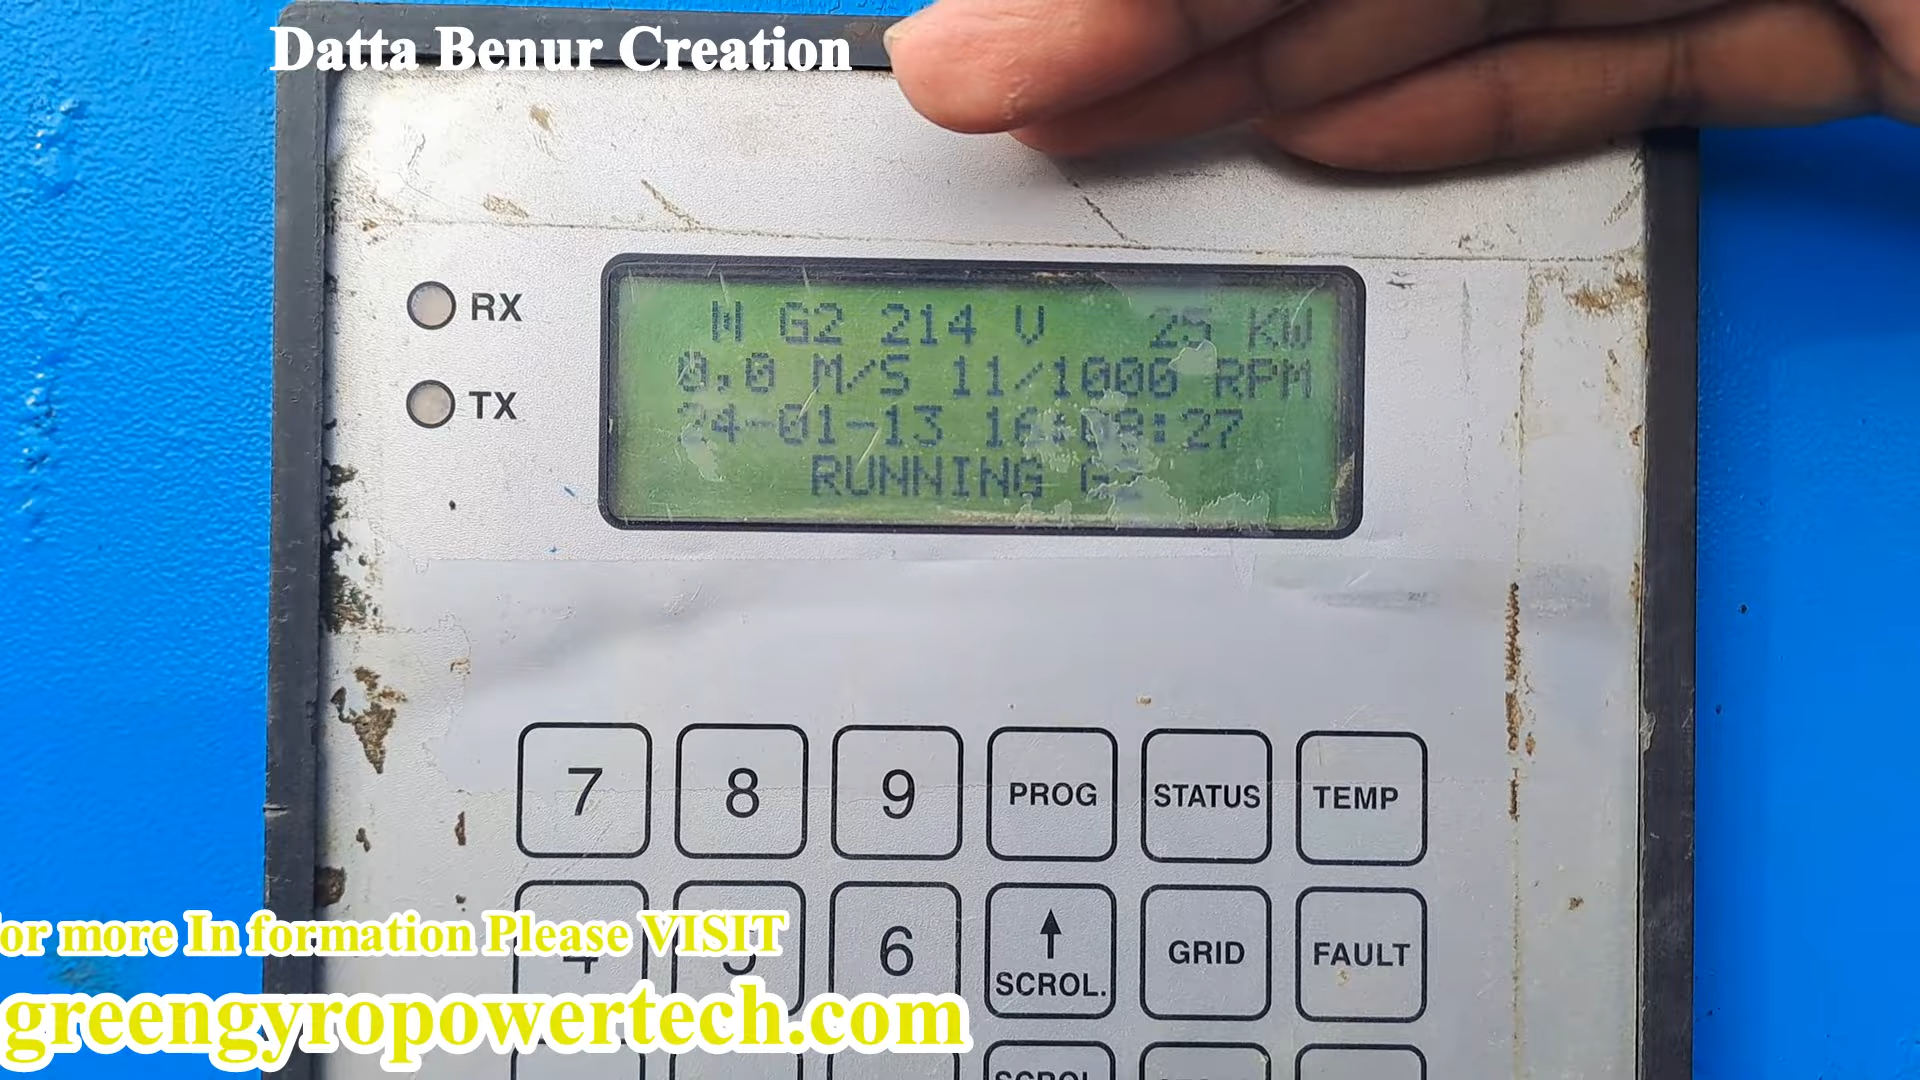 Datta Benur Creation
RX
TX
N G2 214 V 25 KW
0,0 M/S 11/1000 RPM
24-01-13 16:09:27
RUNNING G2
7 8 9 PROG STATUS TEMP
4 5 6 SCROL. GRID FAULT
or more In formation Please VISIT
greengyropowertech.com
SCROL.